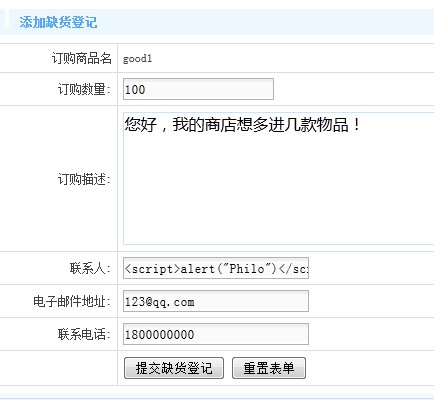 添加缺货登记
订购商品名 good1
订购数量： 100
订购描述： 您好，我的商店想多进几款物品！
联系人： <script>alert("Philo")</sc
电子邮件地址： 123@qq.com
联系电话： 1800000000
提交缺货登记 重置表单